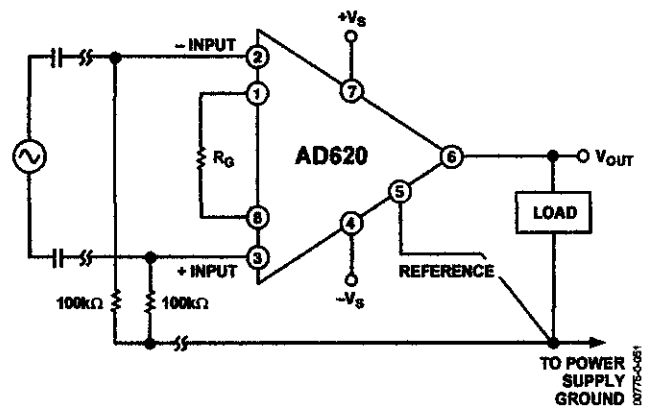 +VS
– INPUT
2
1
7
RG
AD620
6
VOUT
5
8
4
LOAD
3
+ INPUT
REFERENCE
100kΩ
100kΩ
–VS
TO POWER
SUPPLY
GROUND
00775-0-051